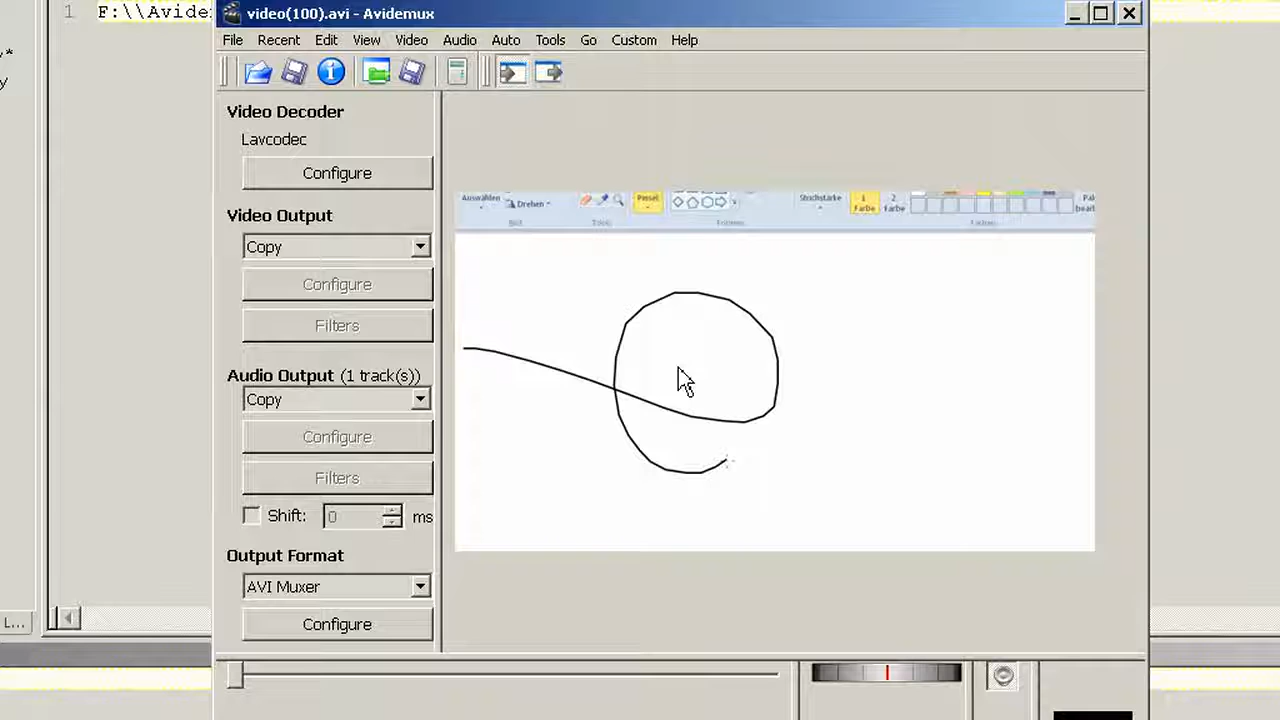 1 F:\\Avide
video(100).avi - Avidemux
File Recent Edit View Video Audio Auto Tools Go Custom Help
Video Decoder
Lavcodec
Configure
Video Output
Copy
Configure
Filters
Audio Output (1 track(s))
Copy
Configure
Filters
Shift: 0 ms
Output Format
AVI Muxer
Configure
Auswählen
Drehen
Pinsel
Strichstärke
1 Farbe
2 Farbe
L...